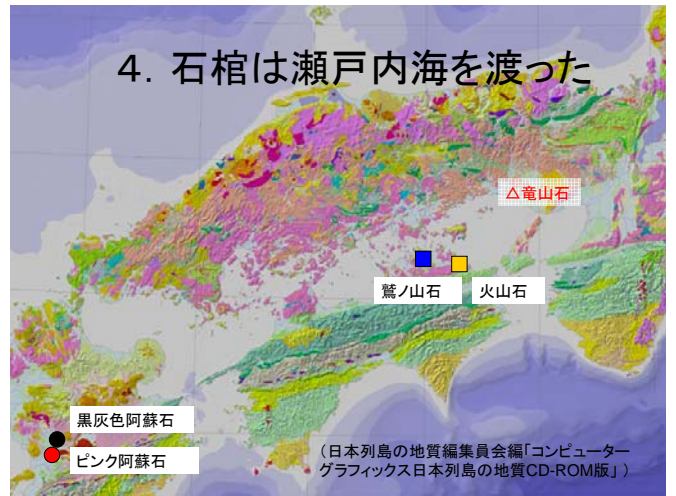 4．石棺は瀬戸内海を渡った
△竜山石
鷲ノ山石
火山石
黒灰色阿蘇石
ピンク阿蘇石
（日本列島の地質編集員会編「コンピューター
グラフィックス日本列島の地質CD-ROM版」）